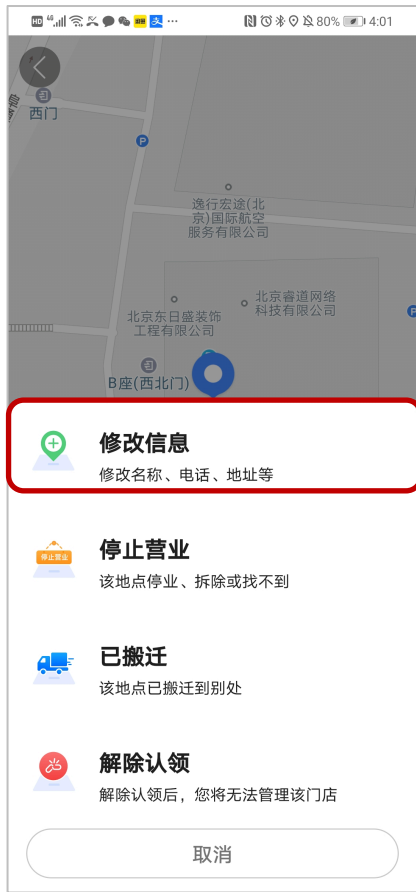 HD 46 80% 4:01
西门
P
逸行宏途(北
京)国际航空
服务有限公司
北京睿道网络
科技有限公司
P
北京东日盛装饰
工程有限公司
B座(西北门)
修改信息
修改名称、电话、地址等
停止营业
停止营业
该地点停业、拆除或找不到
已搬迁
该地点已搬迁到别处
解除认领
解除认领后，您将无法管理该门店
取消